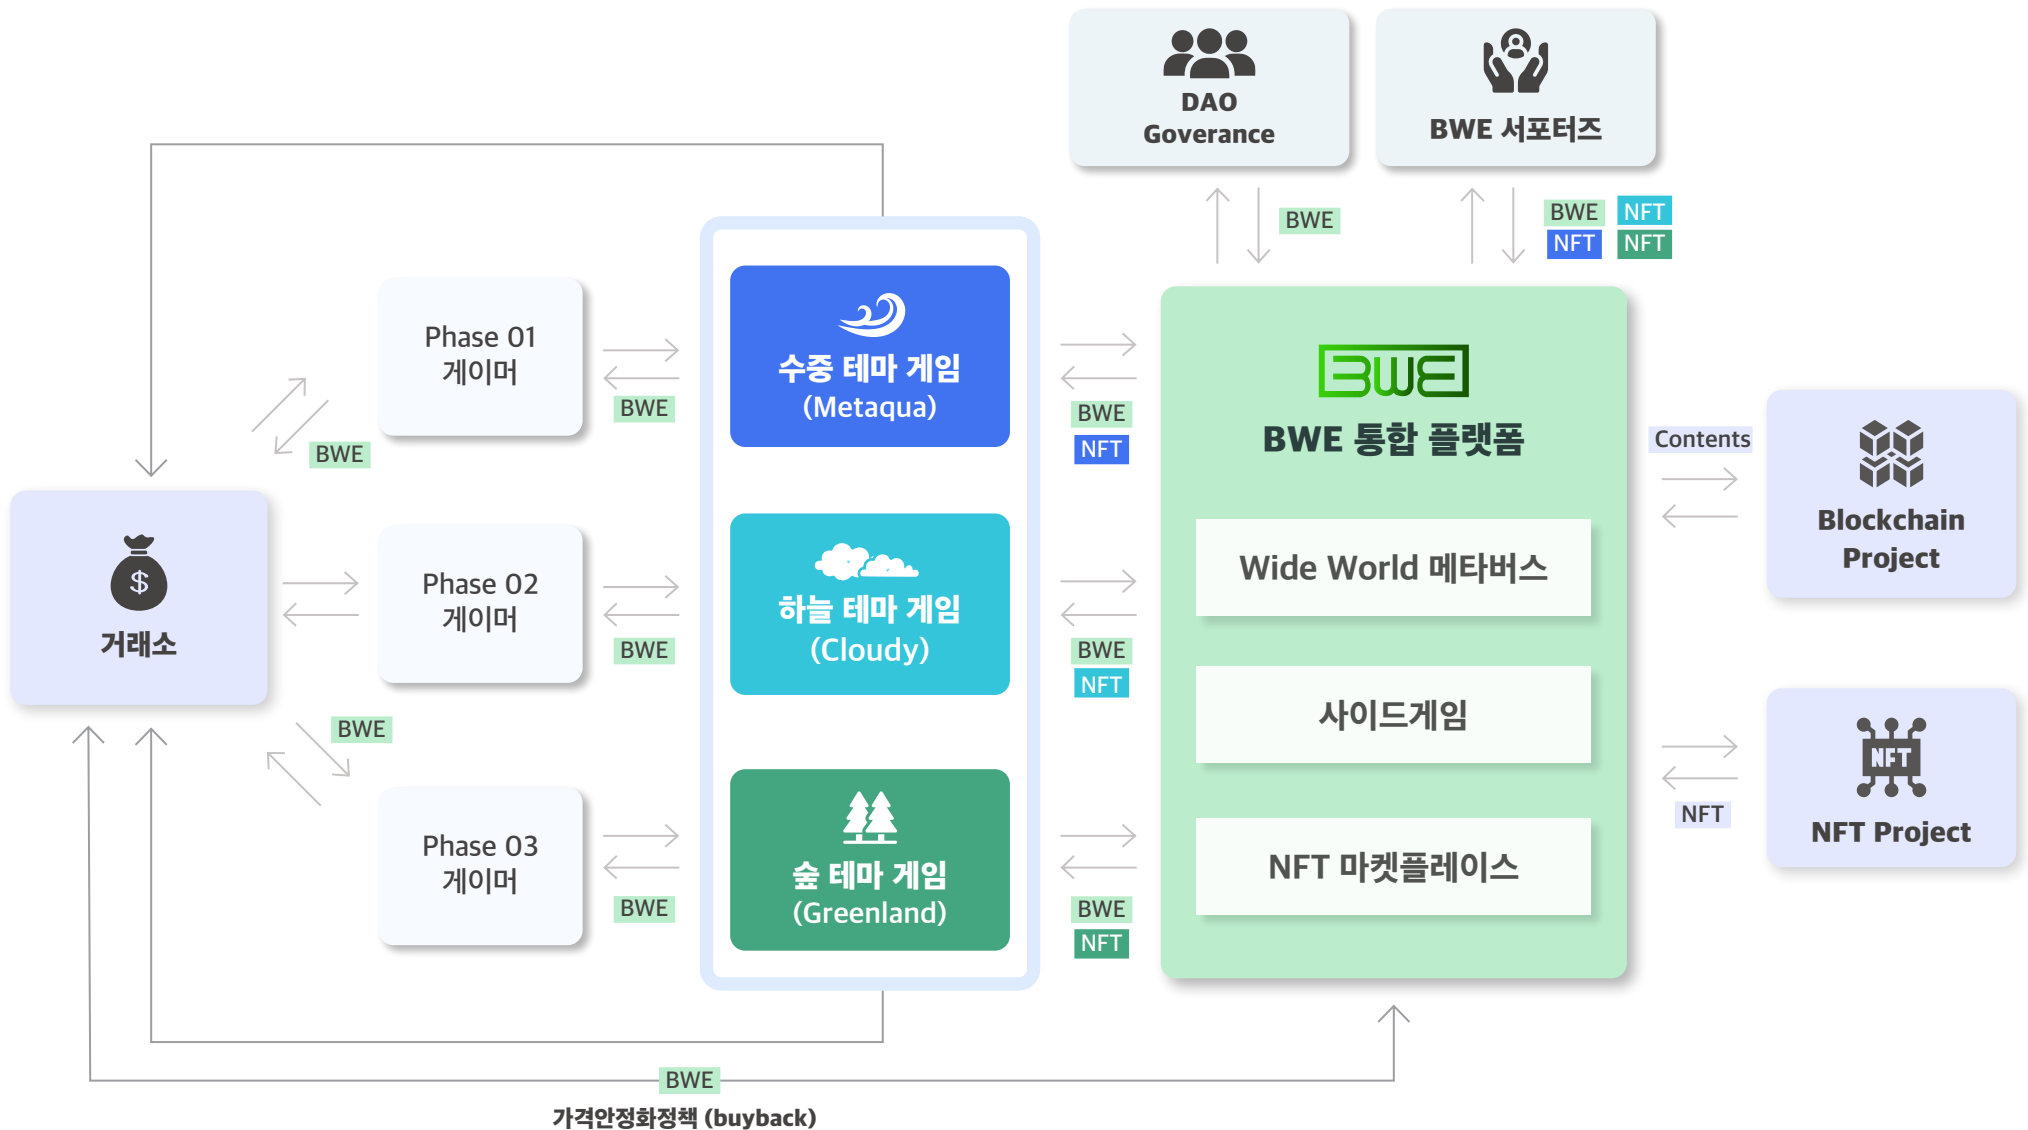 DAO
Goverance
BWE 서포터즈
BWE
BWE NFT
NFT NFT
Phase 01
게이머
BWE
BWE
수중 테마 게임
(Metaqua)
BWE
NFT
BWE
BWE 통합 플랫폼
Contents
Blockchain
Project
$
거래소
Phase 02
게이머
BWE
하늘 테마 게임
(Cloudy)
BWE
NFT
Wide World 메타버스
사이드게임
NFT 마켓플레이스
BWE
Phase 03
게이머
BWE
숲 테마 게임
(Greenland)
BWE
NFT
NFT
NFT
NFT Project
BWE
가격안정화정책 (buyback)